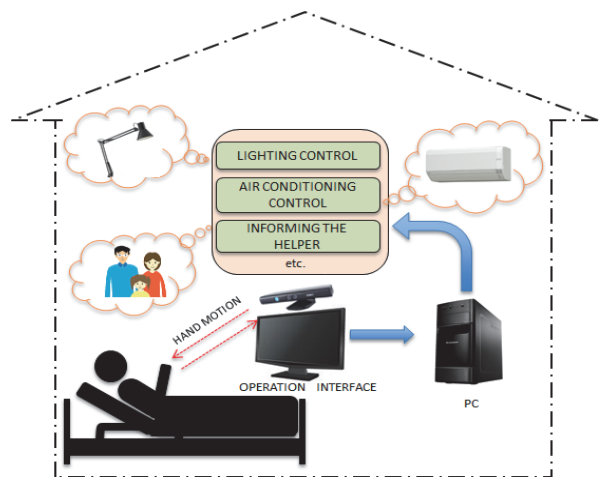 LIGHTING CONTROL
AIR CONDITIONING
CONTROL
INFORMING THE
HELPER
etc.
HAND MOTION
OPERATION INTERFACE
PC